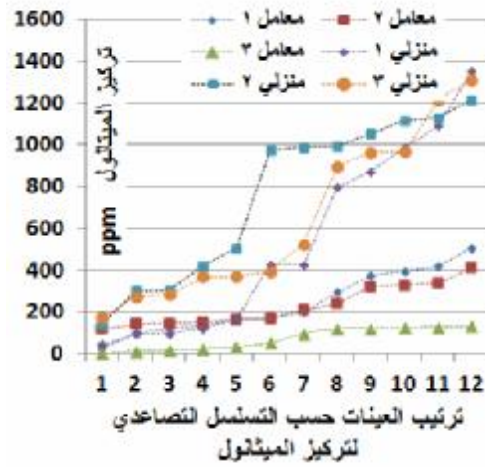 1600
1400
1200
1000
800
600
400
200
0
تركيز الميتانول
ppm
معامل ١
معامل ٢
معامل ٣
منزلي ١
منزلي ٢
منزلي ٣
1 2 3 4 5 6 7 8 9 10 11 12
ترتيب العينات حسب التسلسل التصاعدي
لتركيز الميثانول